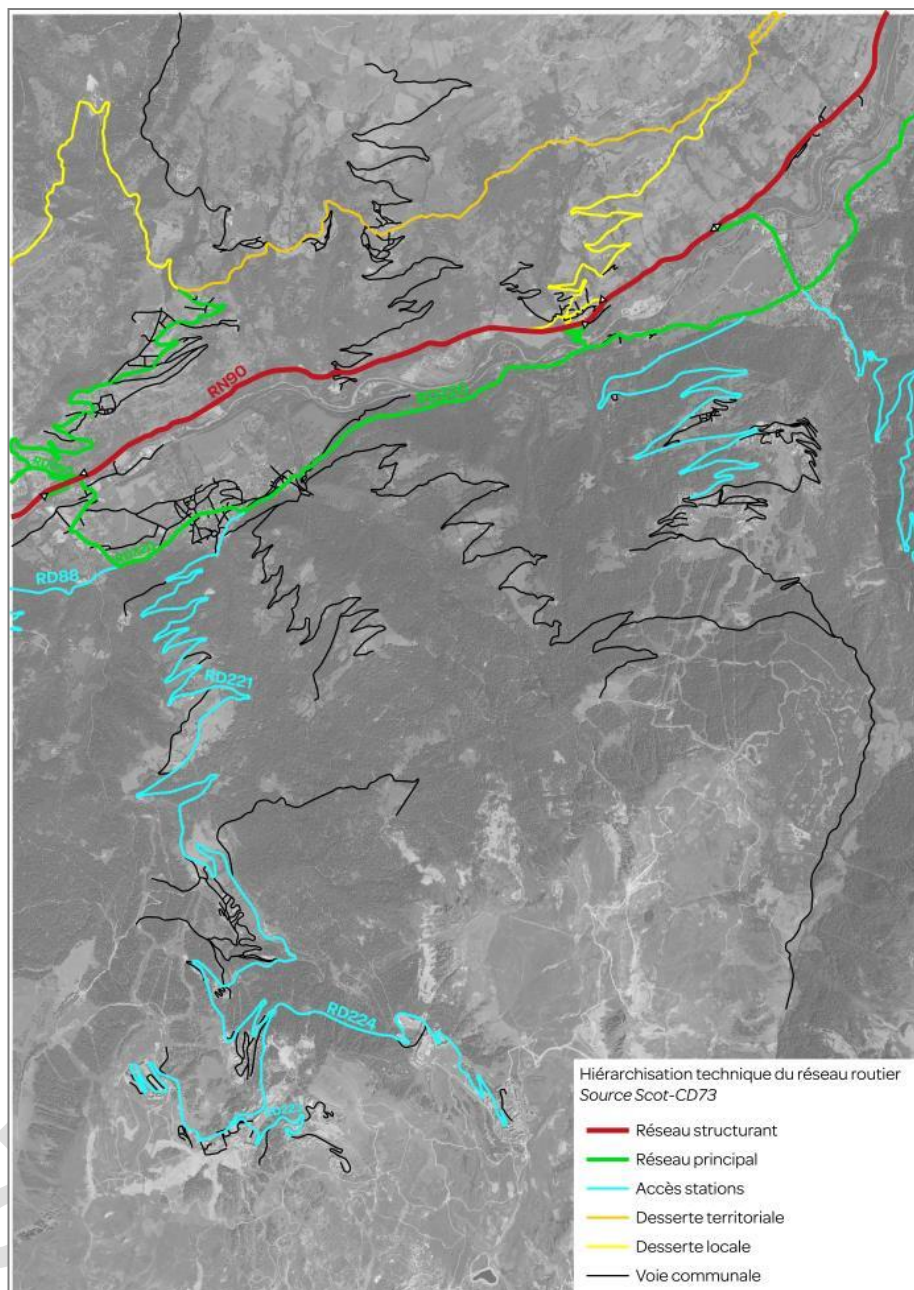 RN90
RD220
RD88
RD221
RD224
Hiérarchisation technique du réseau routier
Source Scot-CD73
Réseau structurant
Réseau principal
Accès stations
Desserte territoriale
Desserte locale
Voie communale